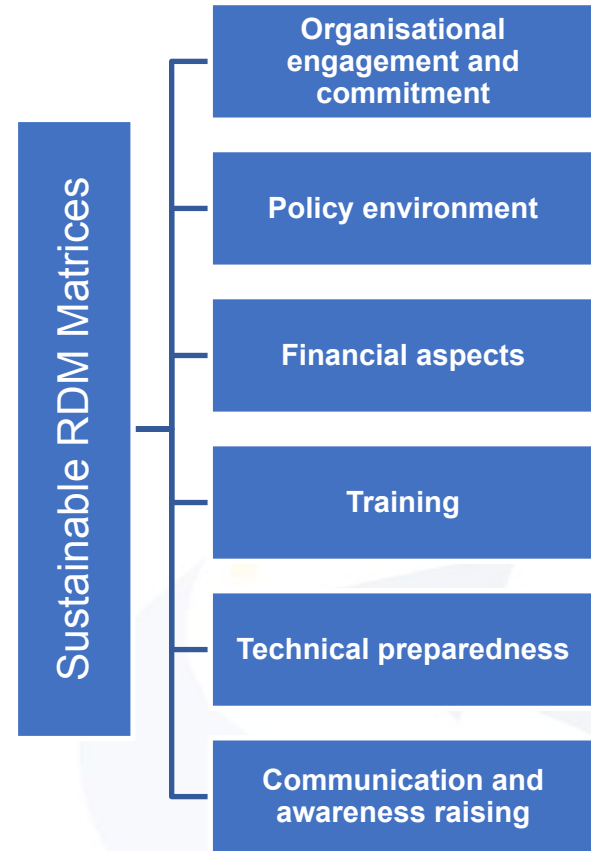 Sustainable RDM Matrices
Organisational
engagement and
commitment
Policy environment
Financial aspects
Training
Technical preparedness
Communication and
awareness raising